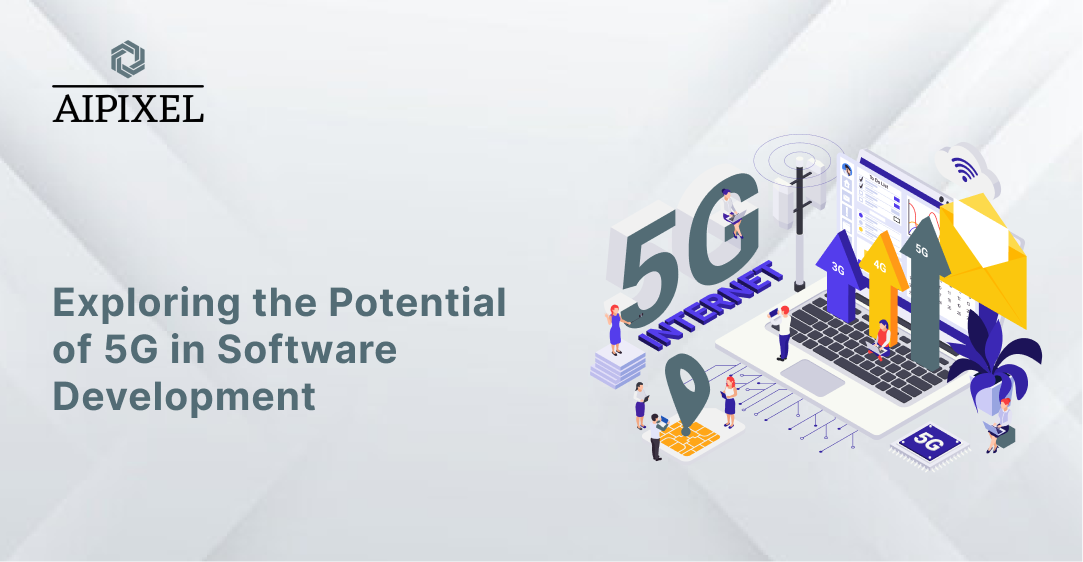 AIPIXEL
Exploring the Potential
of 5G in Software
Development
5G
INTERNET
To Do List
3G
4G
5G
5G